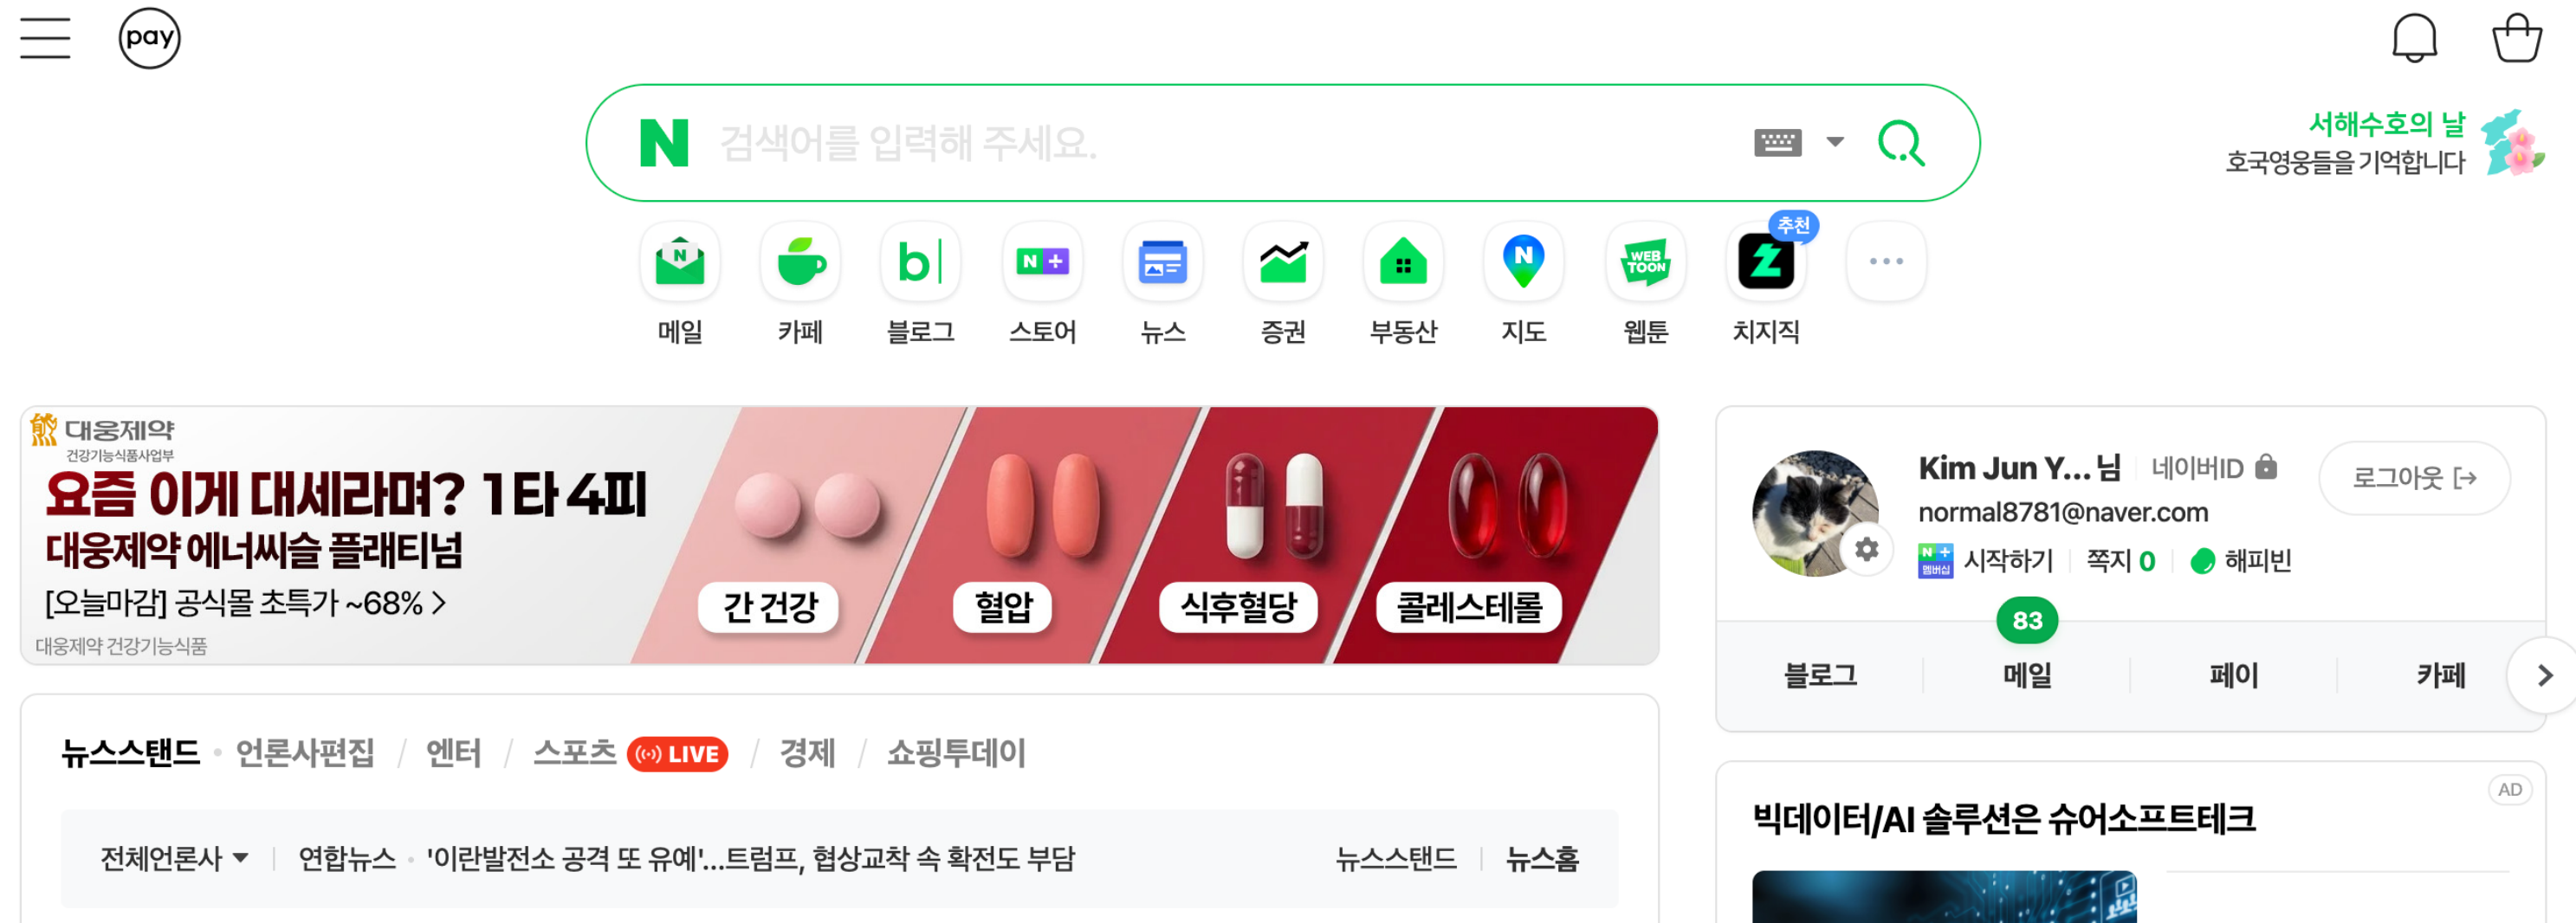 pay
N 검색어를 입력해 주세요.
서해수호의 날
호국영웅들을 기억합니다
추천
N
b
N +
N
WEB
TOON
메일
카페
블로그
스토어
뉴스
증권
부동산
지도
웹툰
치지직
대웅제약
건강기능식품사업부
요즘 이게 대세라며? 1타 4피
대웅제약 에너씨슬 플래티넘
[오늘마감] 공식몰 초특가 ~68% >
대웅제약 건강기능식품
간 건강
혈압
식후혈당
콜레스테롤
Kim Jun Y... 님 네이버ID
로그아웃
normal8781@naver.com
N + 멤버십 시작하기 쪽지 0 해피빈
83
블로그 메일 페이 카페
뉴스스탠드 · 언론사편집 / 엔터 / 스포츠 LIVE / 경제 / 쇼핑투데이
전체언론사 연합뉴스 · '이란발전소 공격 또 유예'...트럼프, 협상교착 속 확전도 부담 뉴스스탠드 뉴스홈
AD
빅데이터/AI 솔루션은 슈어소프트테크